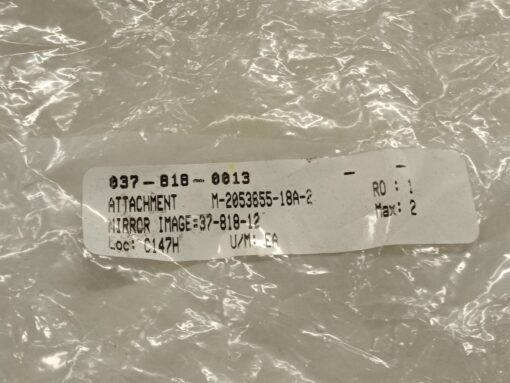 037-818-0013 - -
ATTACHMENT M-2053655-18A-2 RO : 1
MIRROR IMAGE=37-818-12 Max: 2
Loc: C147H U/M: EA